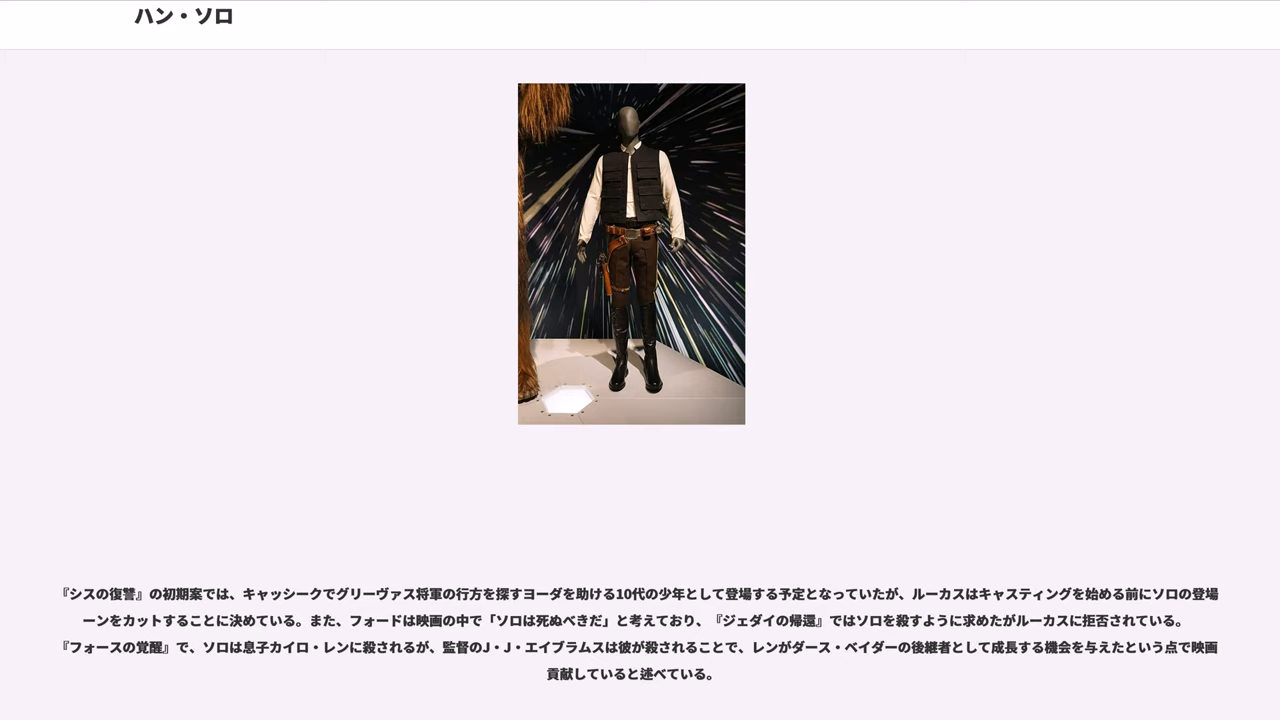 ハン・ソロ
『シスの復讐』の初期案では、キャッシークでグリーヴァス将軍の行方を探すヨーダを助ける10代の少年として登場する予定となっていたが、ルーカスはキャスティングを始める前にソロの登場
ーンをカットすることに決めている。また、フォードは映画の中で「ソロは死ぬべきだ」と考えており、『ジェダイの帰還』ではソロを殺すように求めたがルーカスに拒否されている。
『フォースの覚醒』で、ソロは息子カイロ・レンに殺されるが、監督のJ・J・エイブラムスは彼が殺されることで、レンがダース・ベイダーの後継者として成長する機会を与えたという点で映画
貢献していると述べている。